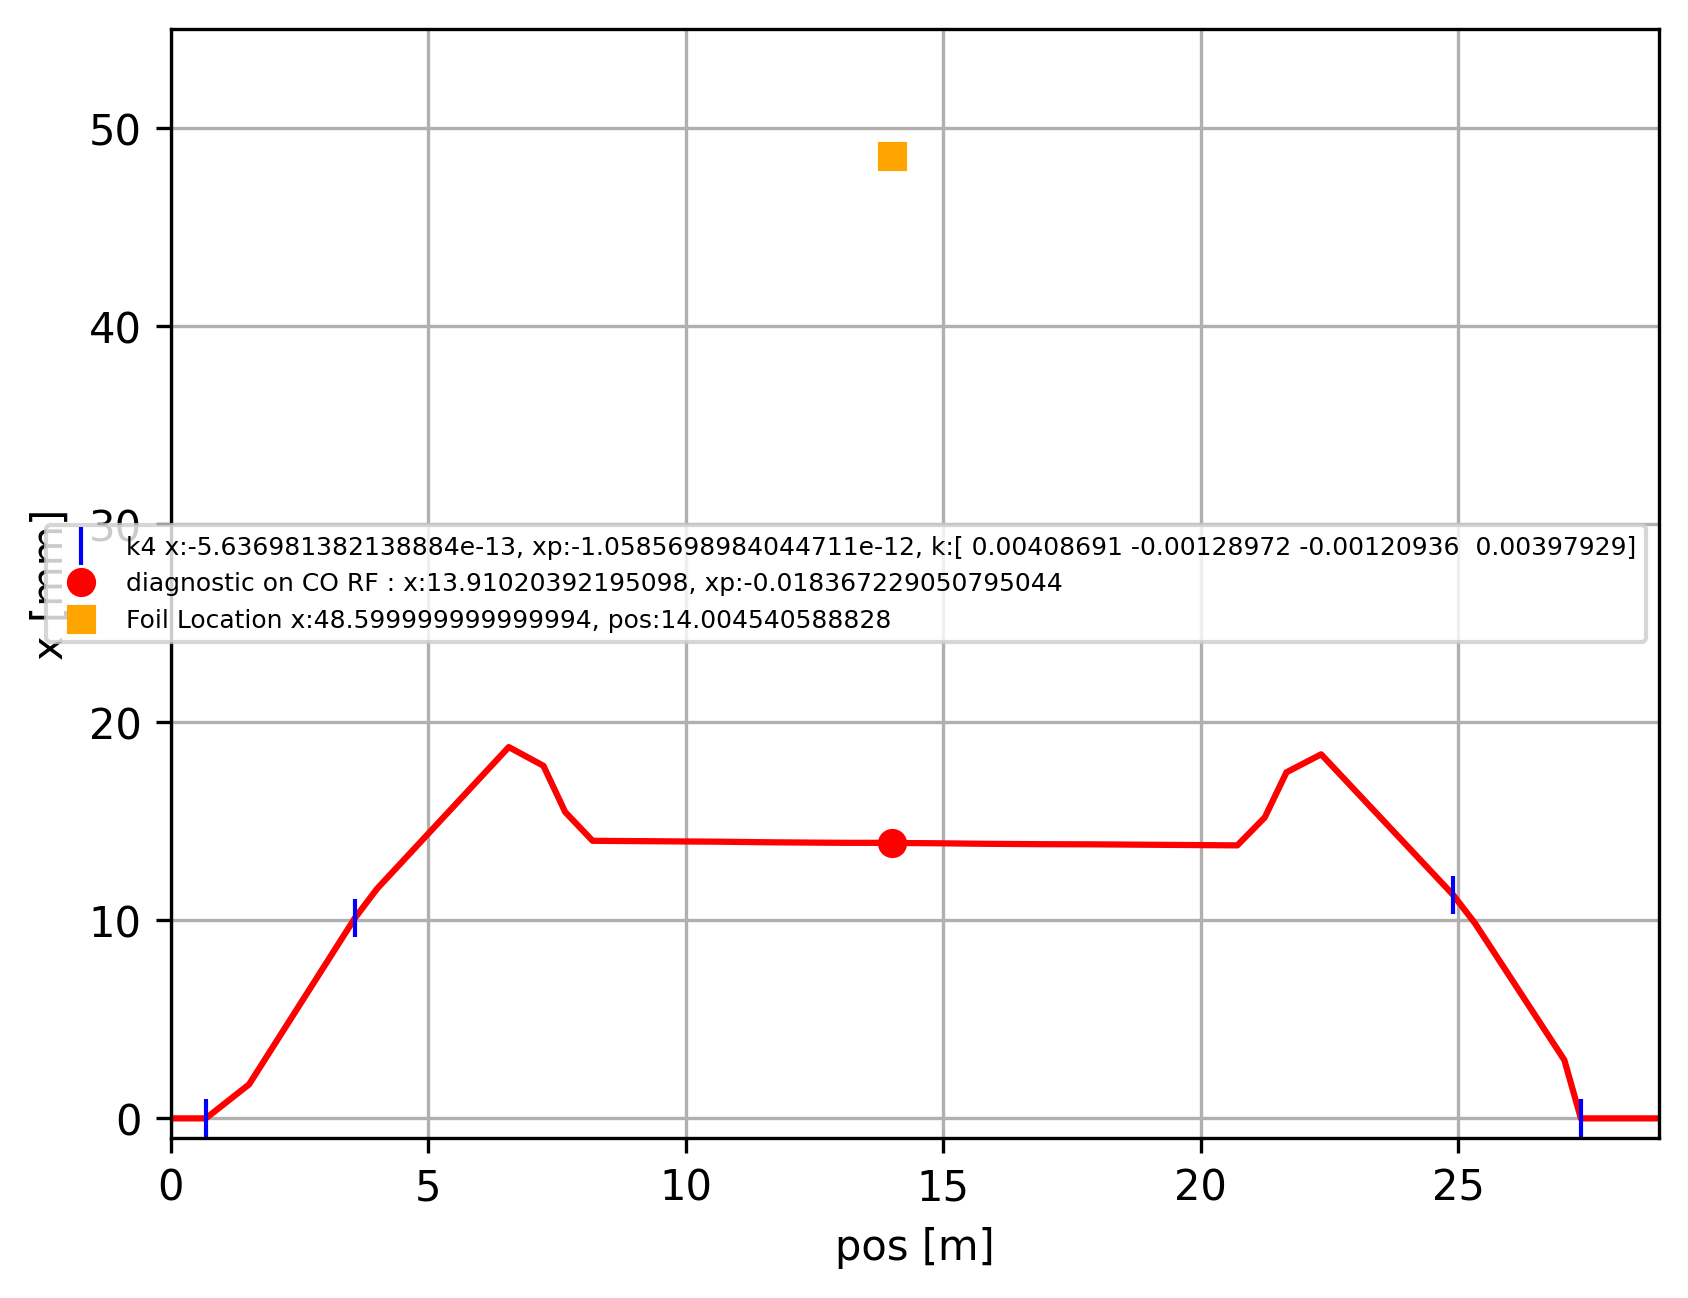 50
40
30
x [mm]
k4 x:-5.636981382138884e-13, xp:-1.0585698984044711e-12, k:[ 0.00408691 -0.00128972 -0.00120936  0.00397929]
diagnostic on CO RF : x:13.91020392195098, xp:-0.018367229050795044
Foil Location x:48.599999999999994, pos:14.004540588828
20
10
0
0 5 10 15 20 25
pos [m]